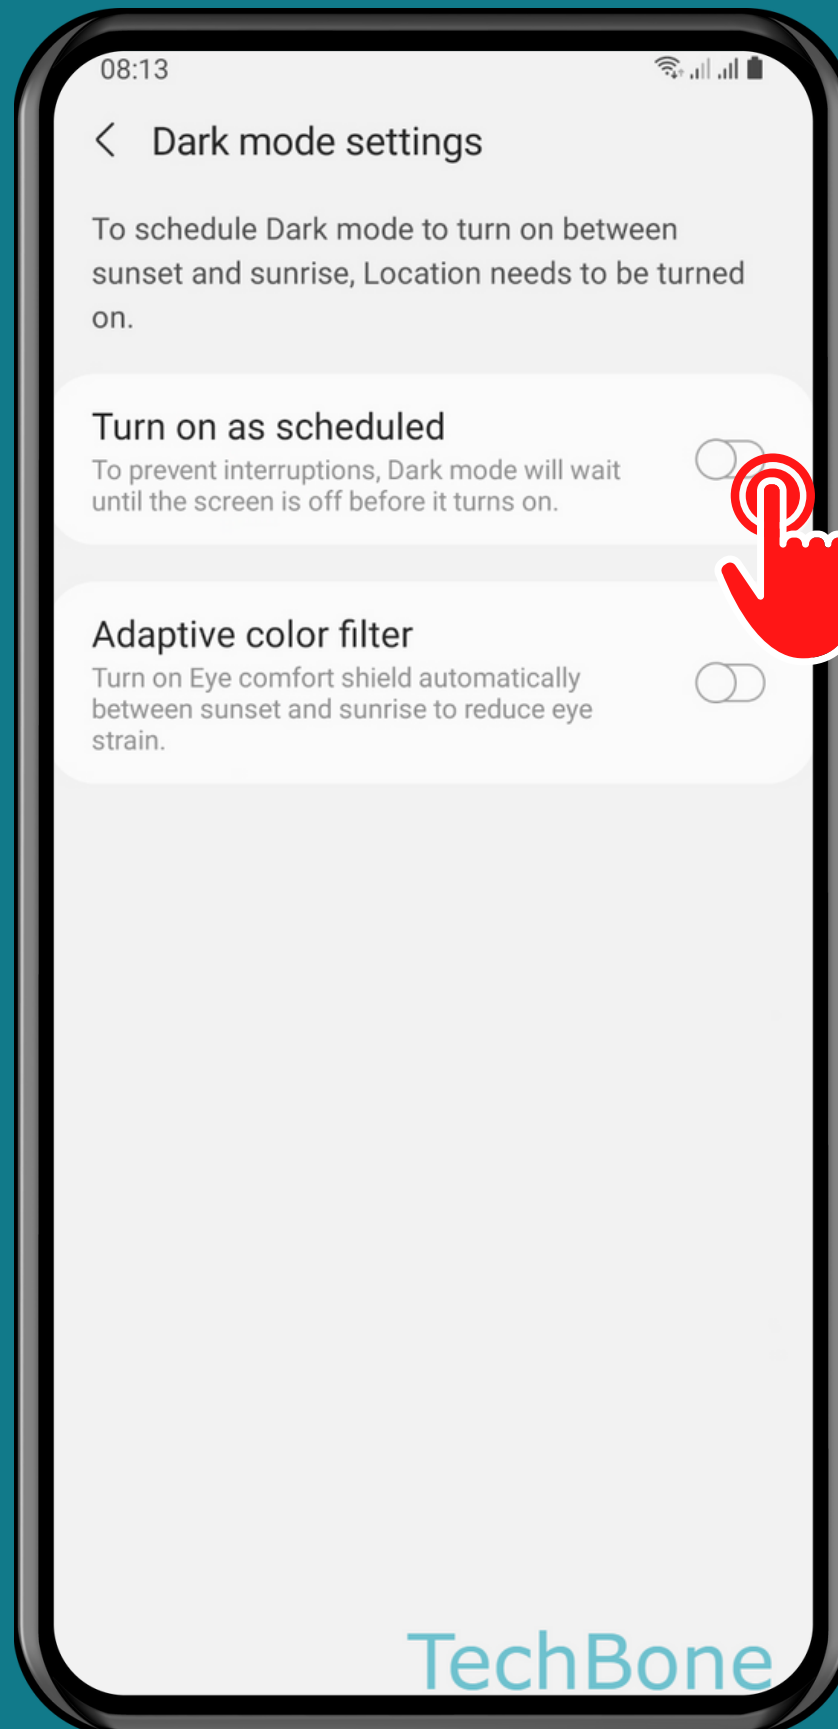 08:13
Dark mode settings
To schedule Dark mode to turn on between
sunset and sunrise, Location needs to be turned
on.
Turn on as scheduled
To prevent interruptions, Dark mode will wait
until the screen is off before it turns on.
Adaptive color filter
Turn on Eye comfort shield automatically
between sunset and sunrise to reduce eye
strain.
TechBone